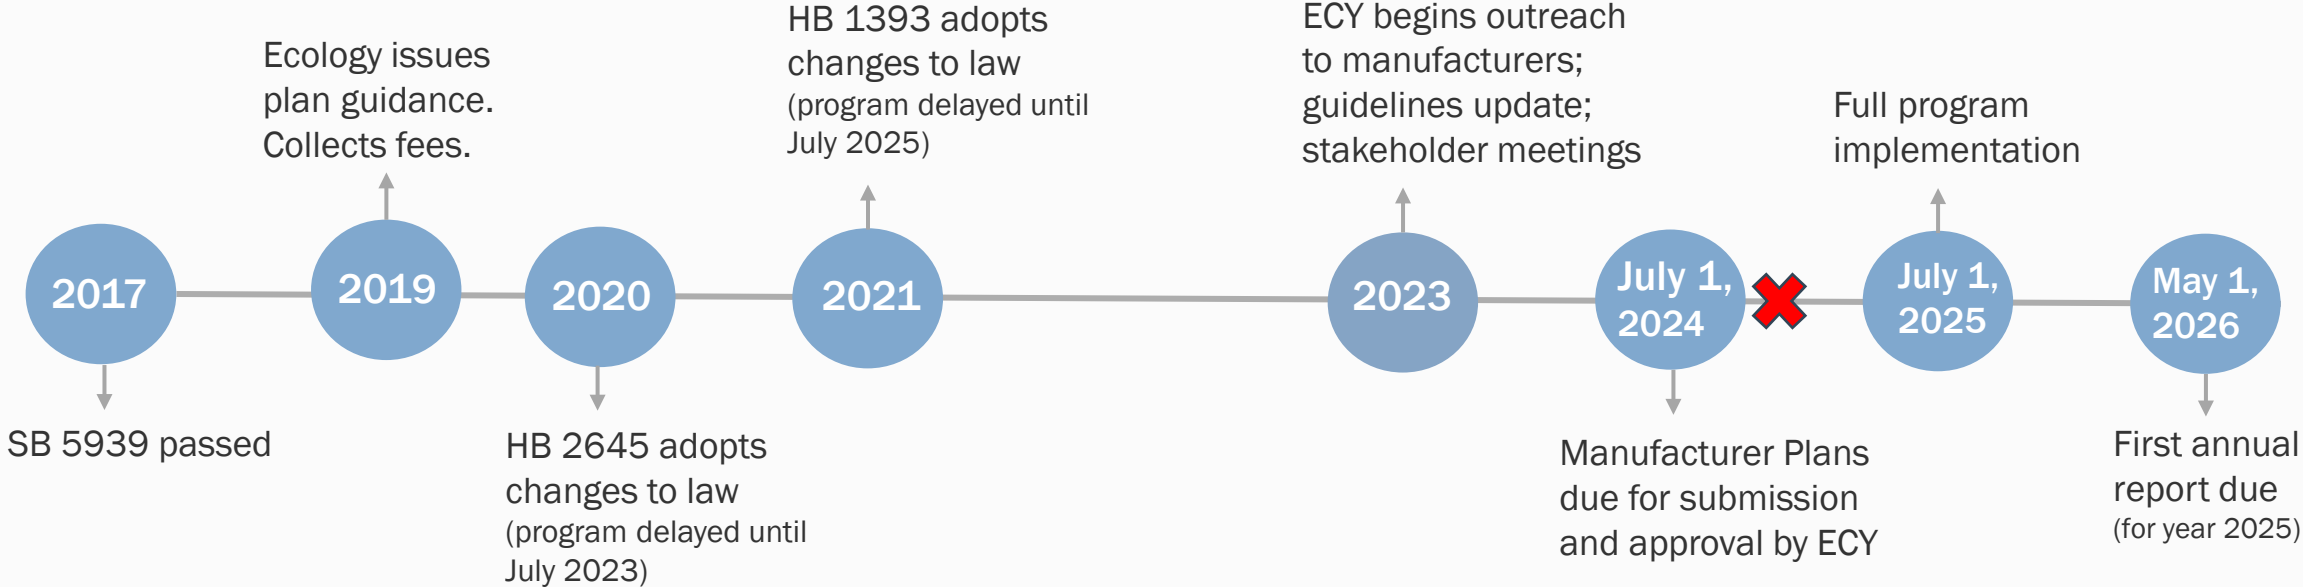 2017
SB 5939 passed
Ecology issues
plan guidance.
Collects fees.
2019
2020
HB 2645 adopts
changes to law
(program delayed until
July 2023)
HB 1393 adopts
changes to law
(program delayed until
July 2025)
2021
ECY begins outreach
to manufacturers;
guidelines update;
stakeholder meetings
2023
July 1,
2024
Manufacturer Plans
due for submission
and approval by ECY
Full program
implementation
July 1,
2025
May 1,
2026
First annual
report due
(for year 2025)